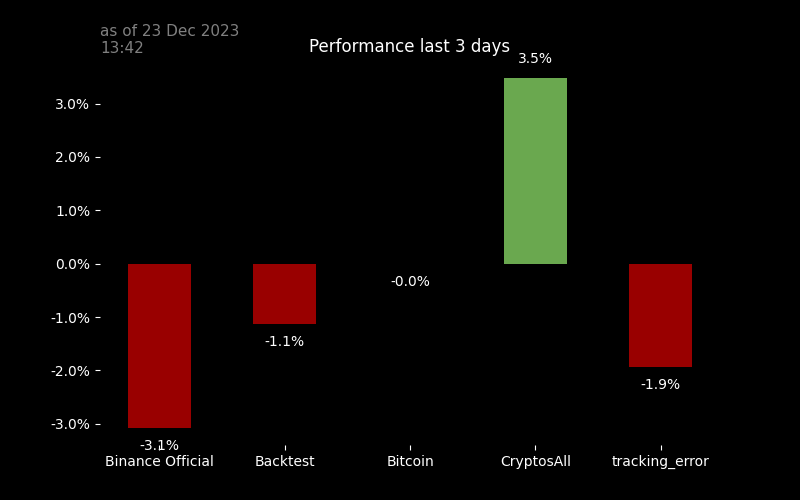 as of 23 Dec 2023
13:42
Performance last 3 days
3.5%
3.0%
2.0%
1.0%
0.0%
-0.0%
-1.0%
-1.1%
-2.0%
-1.9%
-3.0%
-3.1%
Binance Official
Backtest
Bitcoin
CryptosAll
tracking_error